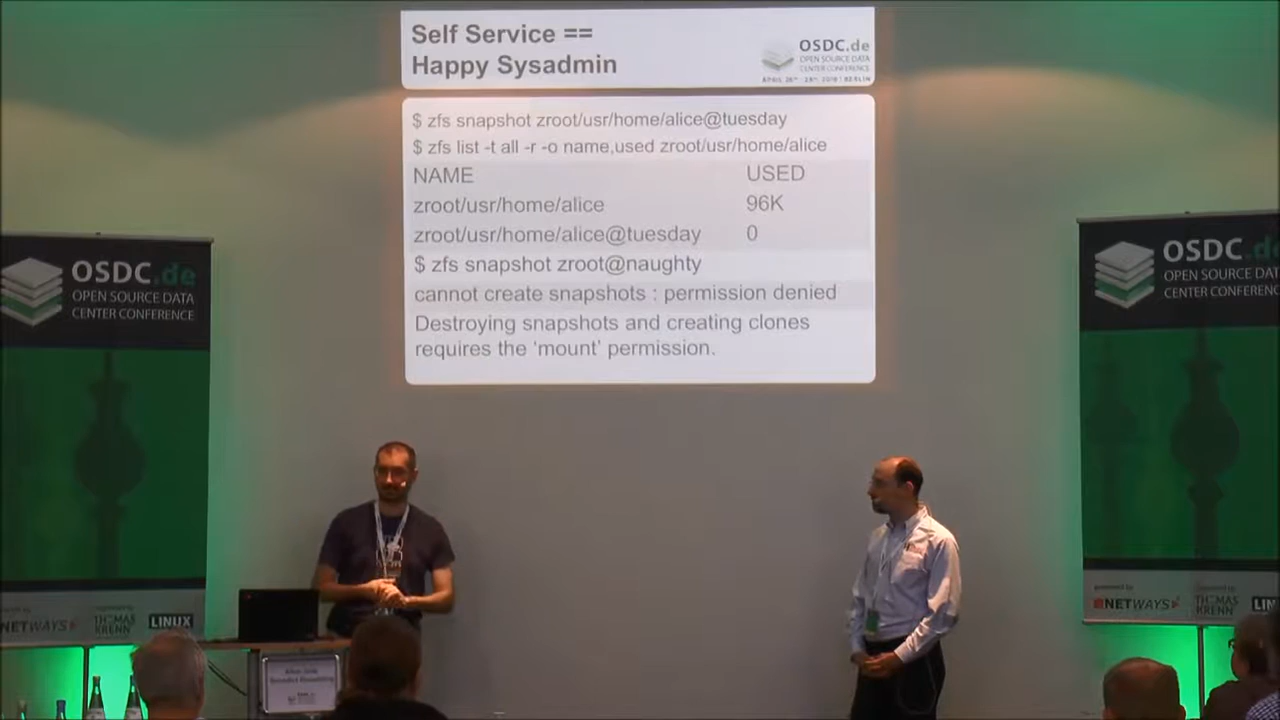 Self Service ==
Happy Sysadmin
OSDC.de
OPEN SOURCE DATA
CENTER CONFERENCE
$ zfs snapshot zroot/usr/home/alice@tuesday
$ zfs list -t all -r -o name,used zroot/usr/home/alice
NAME USED
zroot/usr/home/alice 96K
zroot/usr/home/alice@tuesday 0
$ zfs snapshot zroot@naughty
cannot create snapshots : permission denied
Destroying snapshots and creating clones
requires the ‘mount’ permission.
OSDC.de
OPEN SOURCE DATA
CENTER CONFERENCE
NETWAYS
THOMAS
KRENN
LINUX
OSDC.d
OPEN SOURCE DATA
CENTER CONFERENCE
NETWAYS
THOMAS
KRENN
LIN